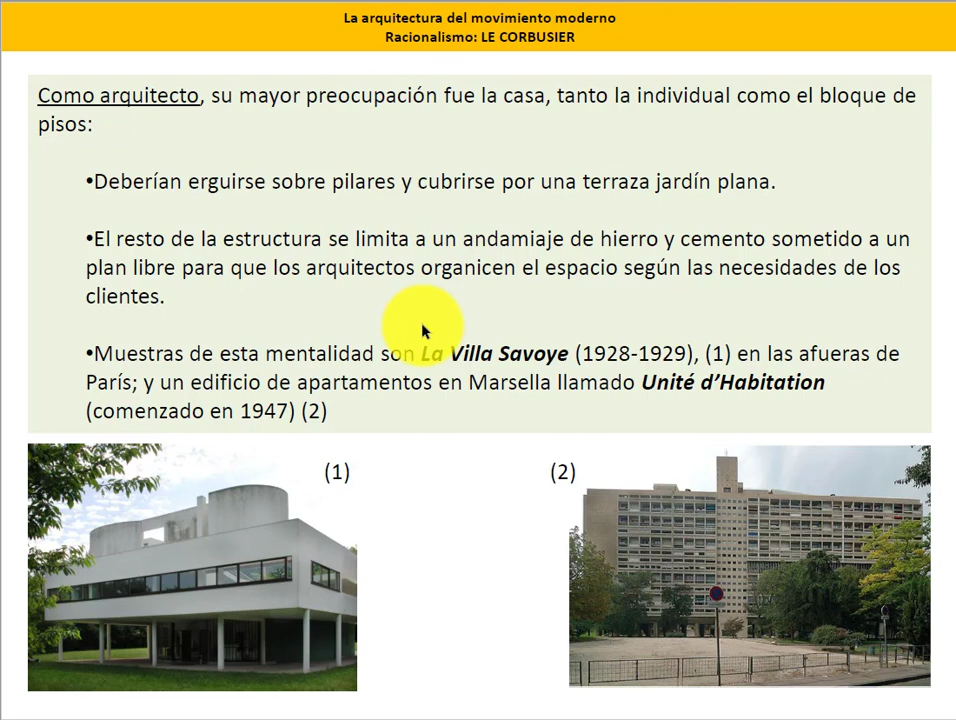 La arquitectura del movimiento moderno
Racionalismo: LE CORBUSIER
Como arquitecto, su mayor preocupación fue la casa, tanto la individual como el bloque de
pisos:
•Deberían erguirse sobre pilares y cubrirse por una terraza jardín plana.
•El resto de la estructura se limita a un andamiaje de hierro y cemento sometido a un
plan libre para que los arquitectos organicen el espacio según las necesidades de los
clientes.
•Muestras de esta mentalidad son La Villa Savoye (1928-1929), (1) en las afueras de
París; y un edificio de apartamentos en Marsella llamado Unité d’Habitation
(comenzado en 1947) (2)
(1)
(2)